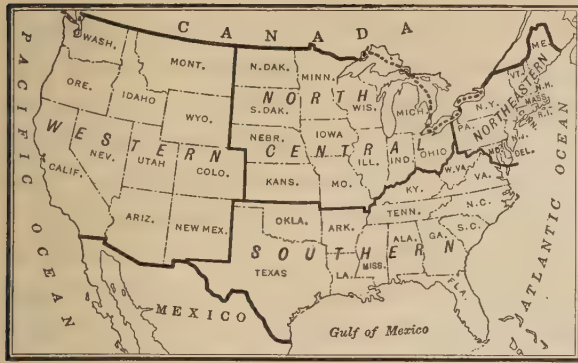 CANADA
PACIFIC OCEAN
WASH.
MONT.
N.DAK.
MINN.
ORE.
IDAHO
WYO.
S.DAK.
NORTH
WIS.
MICH
N.Y.
VT.
ME.
N.H.
MASS.
R.I.
NORTHEASTERN
WESTERN
NEV.
UTAH
COLO.
NEBR.
IOWA
CENTRAL
ILL.
IND
OHIO
PA.
N.J.
MD.
DEL.
CALIF.
KANS.
MO.
KY.
W.VA.
VA.
ARIZ.
NEW MEX.
OKLA.
ARK.
TENN.
N.C.
SOUTHERN
TEXAS
LA.
MISS.
ALA.
GA.
S.C.
FLA.
MEXICO
Gulf of Mexico
ATLANTIC OCEAN